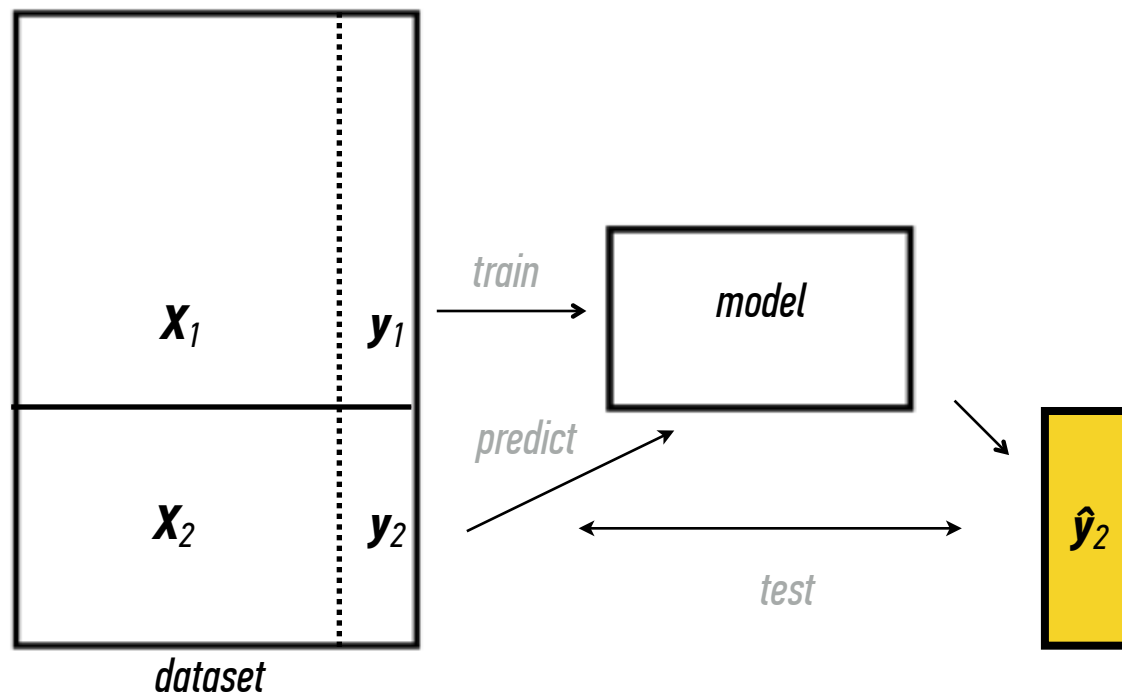 train
model
X1
y1
predict
X2
y2
ŷ2
test
dataset